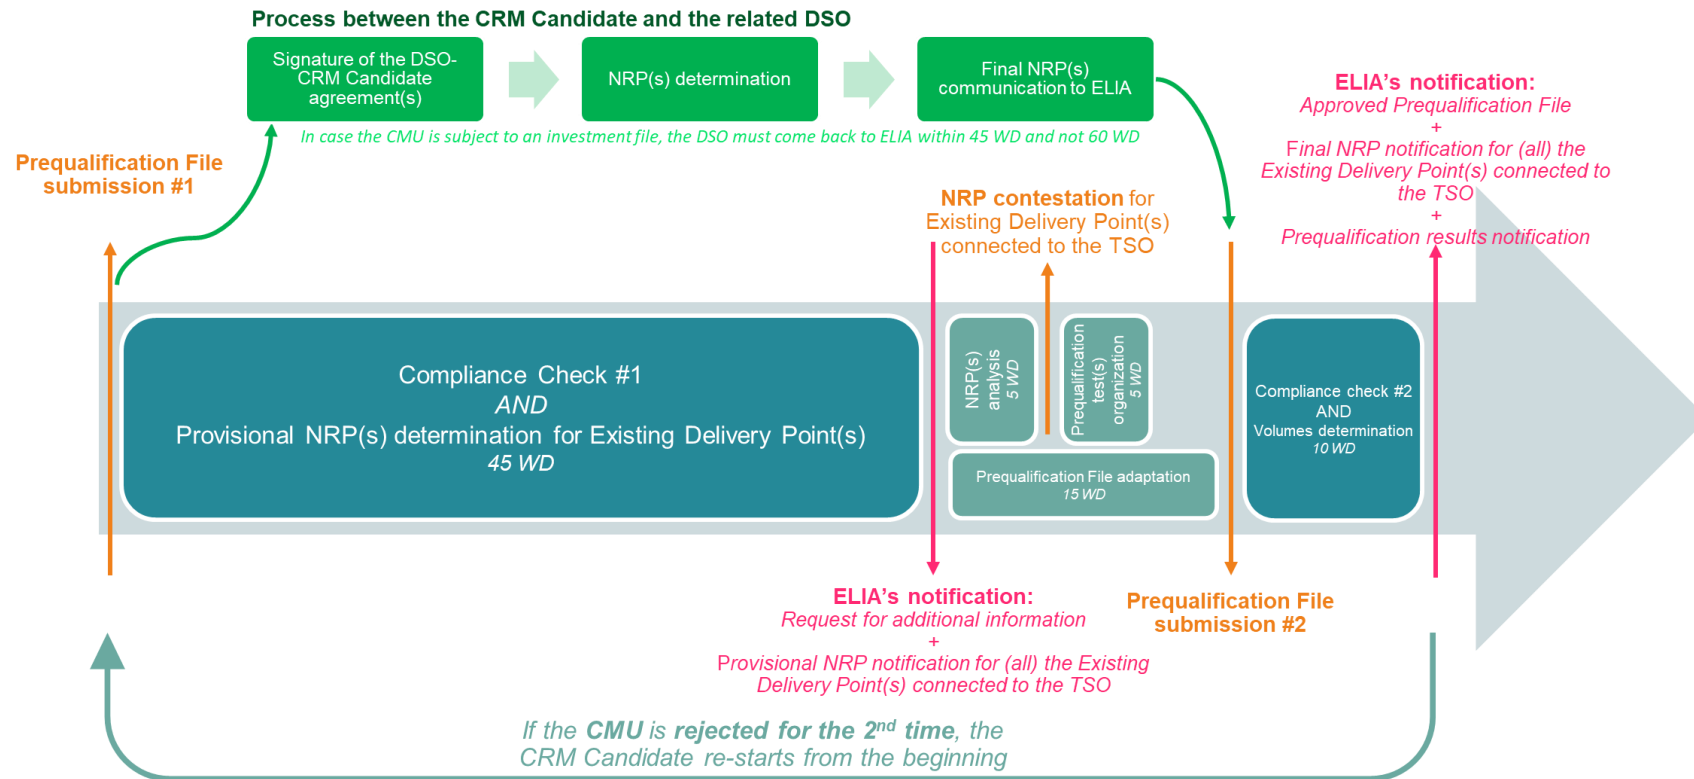 Process between the CRM Candidate and the related DSO
Signature of the DSO-
CRM Candidate
agreement(s)
NRP(s) determination
Final NRP(s)
communication to ELIA
In case the CMU is subject to an investment file, the DSO must come back to ELIA within 45 WD and not 60 WD
Prequalification File
submission #1
ELIA's notification:
Approved Prequalification File
+
Final NRP notification for (all) the
Existing Delivery Point(s) connected to
the TSO
+
Prequalification results notification
NRP contestation for
Existing Delivery Point(s)
connected to the TSO
Compliance Check #1
AND
Provisional NRP(s) determination for Existing Delivery Point(s)
45 WD
NRP(s)
analysis
5 WD
Prequalification
test(s)
organization
5 WD
Prequalification File adaptation
15 WD
Compliance check #2
AND
Volumes determination
10 WD
ELIA's notification:
Request for additional information
+
Provisional NRP notification for (all) the Existing
Delivery Point(s) connected to the TSO
Prequalification File
submission #2
If the CMU is rejected for the 2nd time, the
CRM Candidate re-starts from the beginning